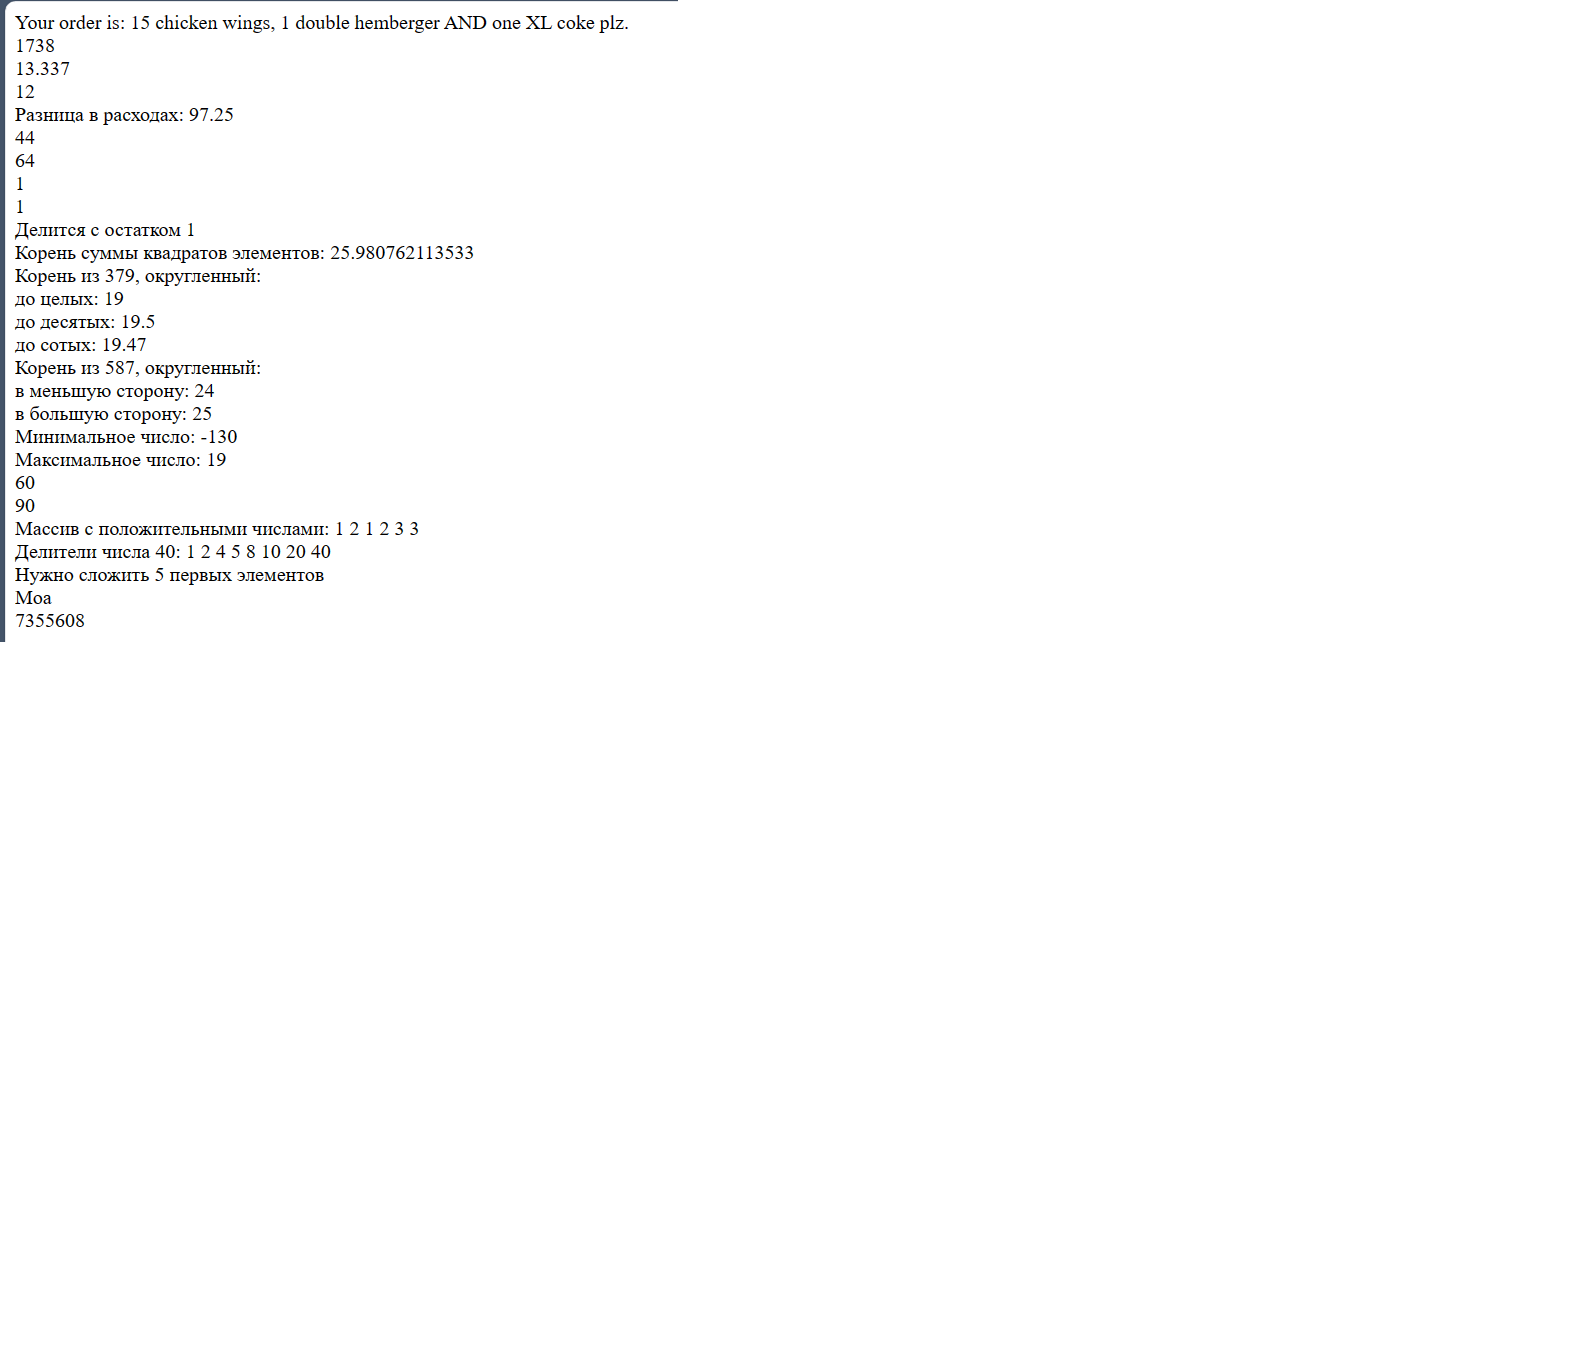 Your order is: 15 chicken wings, 1 double hemberger AND one XL coke plz.
1738
13.337
12
Разница в расходах: 97.25
44
64
1
1
Делится с остатком 1
Корень суммы квадратов элементов: 25.980762113533
Корень из 379, округленный:
до целых: 19
до десятых: 19.5
до сотых: 19.47
Корень из 587, округленный:
в меньшую сторону: 24
в большую сторону: 25
Минимальное число: -130
Максимальное число: 19
60
90
Массив с положительными числами: 1 2 1 2 3 3
Делители числа 40: 1 2 4 5 8 10 20 40
Нужно сложить 5 первых элементов
Moa
7355608